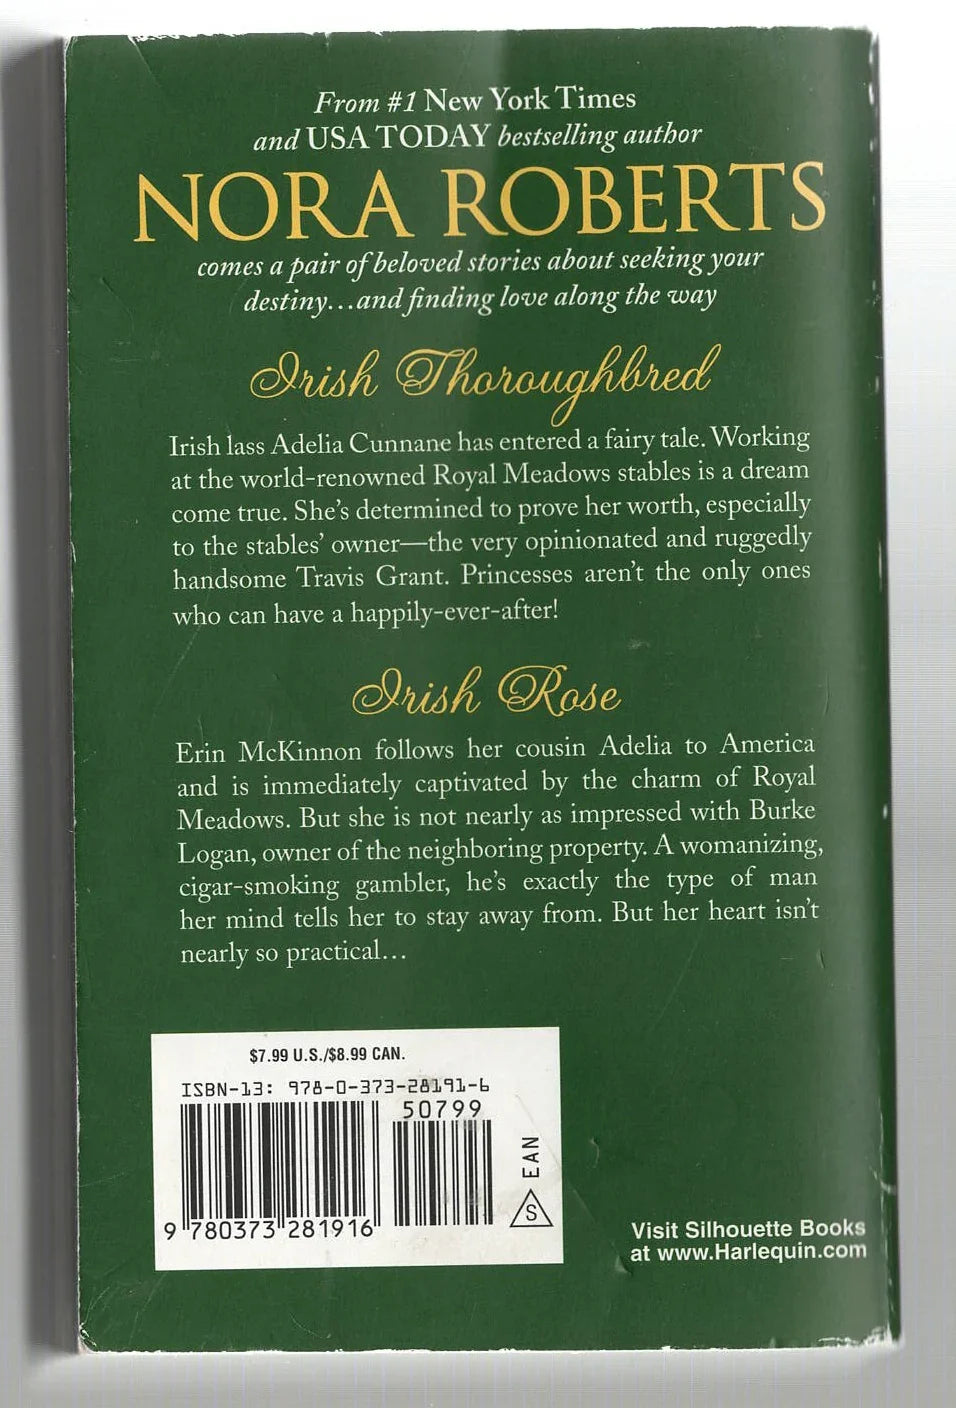 From #1 New York Times
and USA TODAY bestselling author
NORA ROBERTS
comes a pair of beloved stories about seeking your
destiny...and finding love along the way
Irish Thoroughbred
Irish lass Adelia Cunnane has entered a fairy tale. Working
at the world-renowned Royal Meadows stables is a dream
come true. She's determined to prove her worth, especially
to the stables' owner—the very opinionated and ruggedly
handsome Travis Grant. Princesses aren't the only ones
who can have a happily-ever-after!
Irish Rose
Erin McKinnon follows her cousin Adelia to America
and is immediately captivated by the charm of Royal
Meadows. But she is not nearly as impressed with Burke
Logan, owner of the neighboring property. A womanizing,
cigar-smoking gambler, he's exactly the type of man
her mind tells her to stay away from. But her heart isn't
nearly so practical...
$7.99 U.S./$8.99 CAN.
ISBN-13: 978-0-373-28191-6
50799
9 780373 281916
EAN
S
Visit Silhouette Books
at www.Harlequin.com